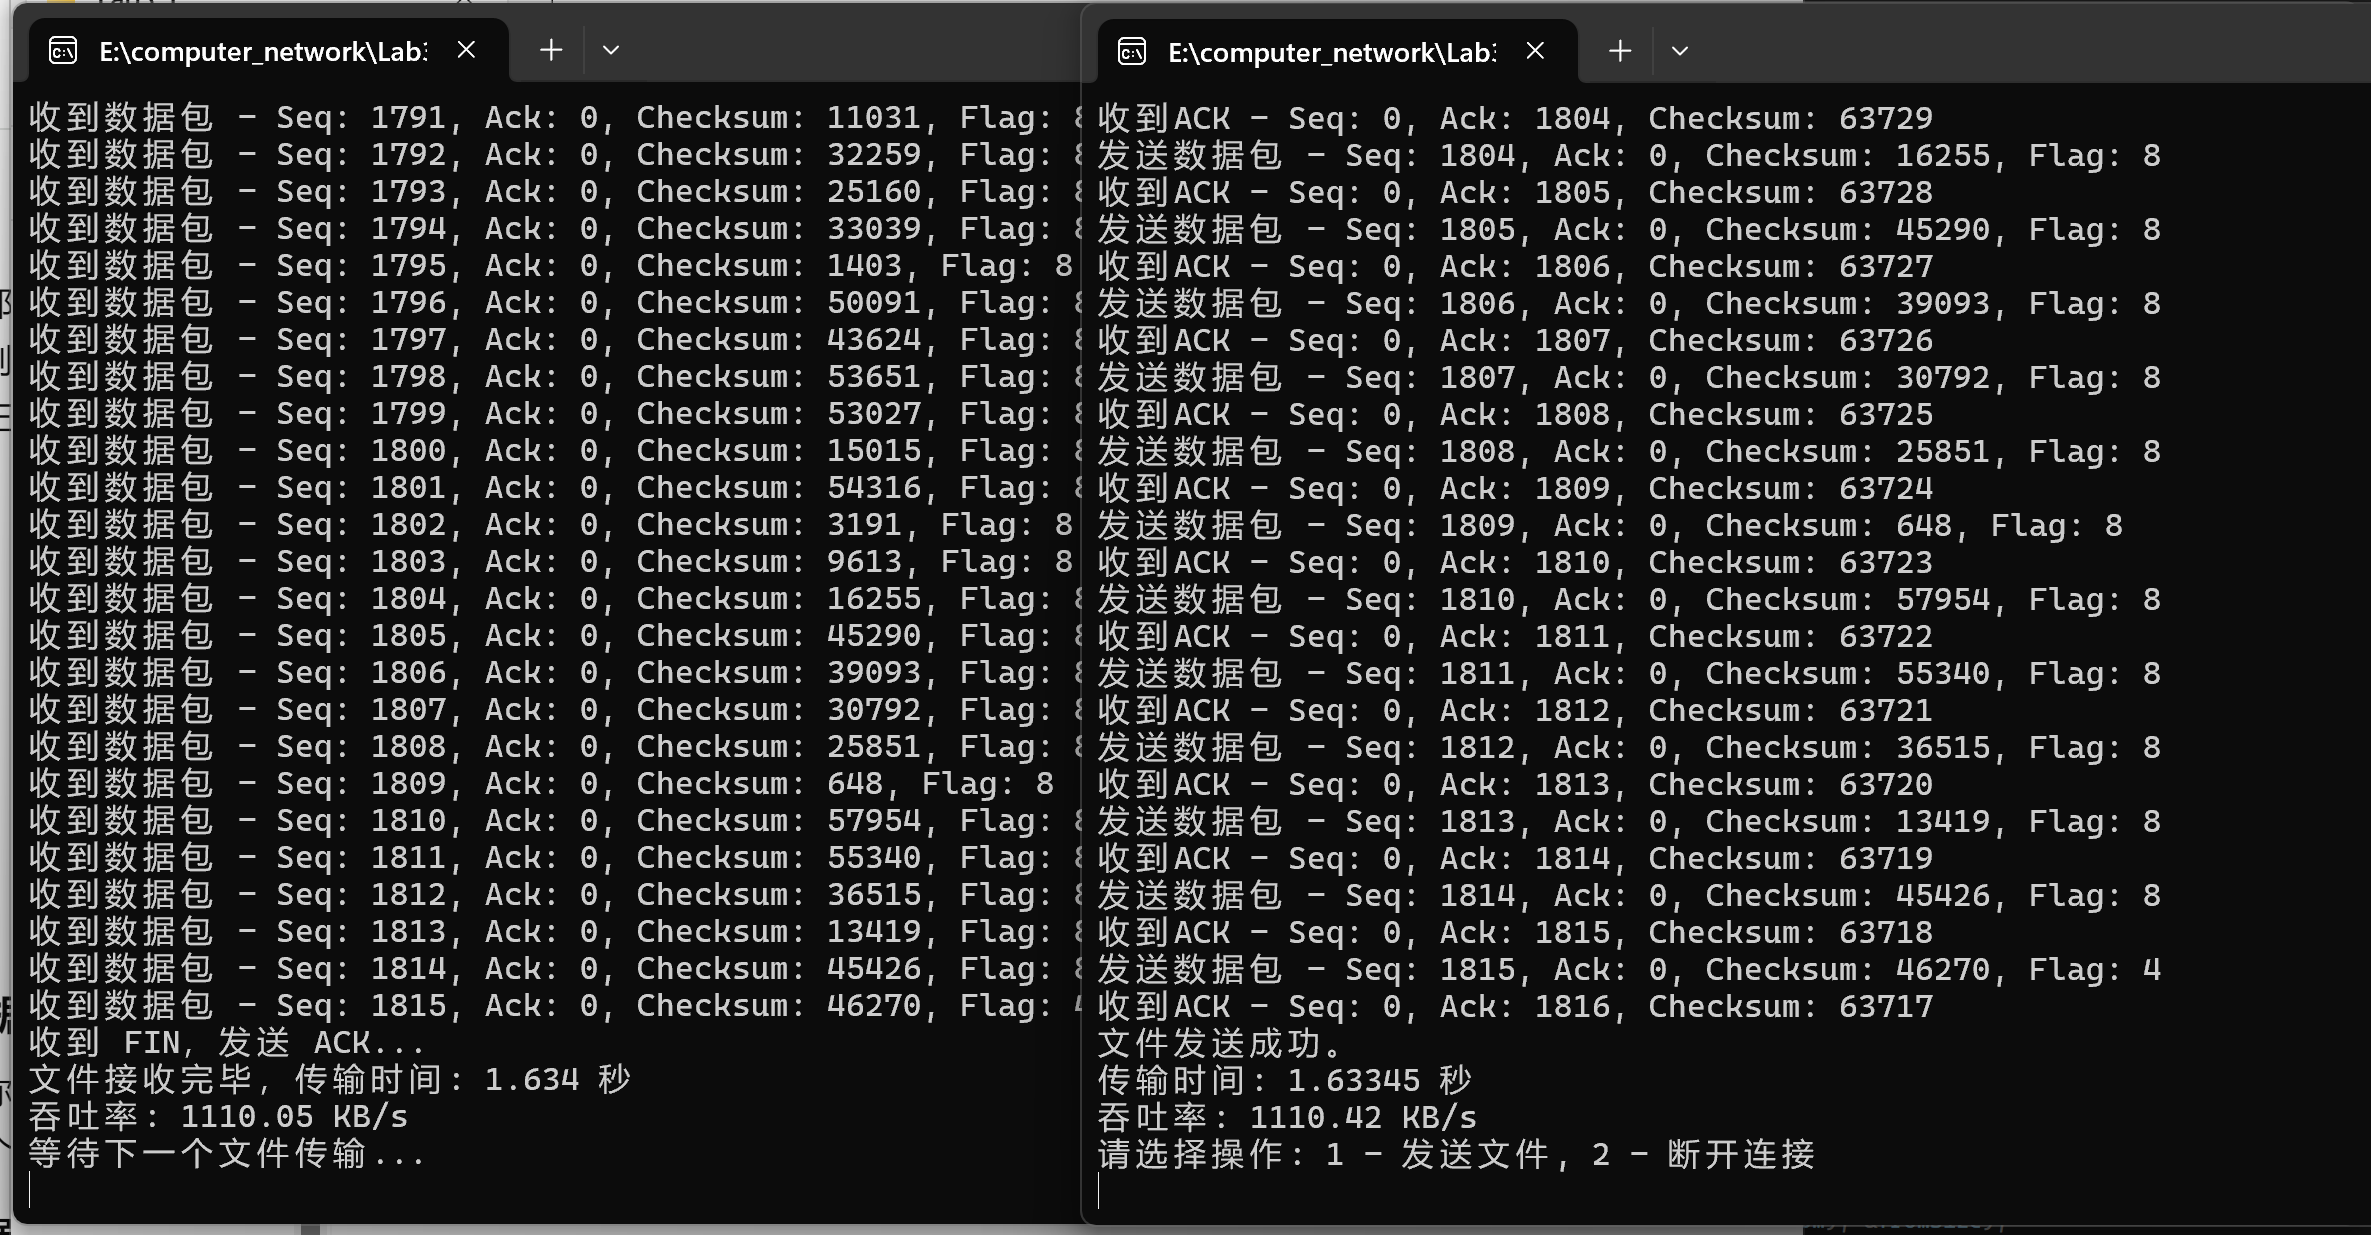 E:\computer_network\Lab3
收到数据包 - Seq: 1791, Ack: 0, Checksum: 11031, Flag: 8
收到数据包 - Seq: 1792, Ack: 0, Checksum: 32259, Flag: 8
收到数据包 - Seq: 1793, Ack: 0, Checksum: 25160, Flag: 8
收到数据包 - Seq: 1794, Ack: 0, Checksum: 33039, Flag: 8
收到数据包 - Seq: 1795, Ack: 0, Checksum: 1403, Flag: 8
收到数据包 - Seq: 1796, Ack: 0, Checksum: 50091, Flag: 8
收到数据包 - Seq: 1797, Ack: 0, Checksum: 43624, Flag: 8
收到数据包 - Seq: 1798, Ack: 0, Checksum: 53651, Flag: 8
收到数据包 - Seq: 1799, Ack: 0, Checksum: 53027, Flag: 8
收到数据包 - Seq: 1800, Ack: 0, Checksum: 15015, Flag: 8
收到数据包 - Seq: 1801, Ack: 0, Checksum: 54316, Flag: 8
收到数据包 - Seq: 1802, Ack: 0, Checksum: 3191, Flag: 8
收到数据包 - Seq: 1803, Ack: 0, Checksum: 9613, Flag: 8
收到数据包 - Seq: 1804, Ack: 0, Checksum: 16255, Flag: 8
收到数据包 - Seq: 1805, Ack: 0, Checksum: 45290, Flag: 8
收到数据包 - Seq: 1806, Ack: 0, Checksum: 39093, Flag: 8
收到数据包 - Seq: 1807, Ack: 0, Checksum: 30792, Flag: 8
收到数据包 - Seq: 1808, Ack: 0, Checksum: 25851, Flag: 8
收到数据包 - Seq: 1809, Ack: 0, Checksum: 648, Flag: 8
收到数据包 - Seq: 1810, Ack: 0, Checksum: 57954, Flag: 8
收到数据包 - Seq: 1811, Ack: 0, Checksum: 55340, Flag: 8
收到数据包 - Seq: 1812, Ack: 0, Checksum: 36515, Flag: 8
收到数据包 - Seq: 1813, Ack: 0, Checksum: 13419, Flag: 8
收到数据包 - Seq: 1814, Ack: 0, Checksum: 45426, Flag: 8
收到数据包 - Seq: 1815, Ack: 0, Checksum: 46270, Flag: 4
收到 FIN, 发送 ACK...
文件接收完毕, 传输时间: 1.634 秒
吞吐率: 1110.05 KB/s
等待下一个文件传输...
E:\computer_network\Lab3
收到ACK - Seq: 0, Ack: 1804, Checksum: 63729
发送数据包 - Seq: 1804, Ack: 0, Checksum: 16255, Flag: 8
收到ACK - Seq: 0, Ack: 1805, Checksum: 63728
发送数据包 - Seq: 1805, Ack: 0, Checksum: 45290, Flag: 8
收到ACK - Seq: 0, Ack: 1806, Checksum: 63727
发送数据包 - Seq: 1806, Ack: 0, Checksum: 39093, Flag: 8
收到ACK - Seq: 0, Ack: 1807, Checksum: 63726
发送数据包 - Seq: 1807, Ack: 0, Checksum: 30792, Flag: 8
收到ACK - Seq: 0, Ack: 1808, Checksum: 63725
发送数据包 - Seq: 1808, Ack: 0, Checksum: 25851, Flag: 8
收到ACK - Seq: 0, Ack: 1809, Checksum: 63724
发送数据包 - Seq: 1809, Ack: 0, Checksum: 648, Flag: 8
收到ACK - Seq: 0, Ack: 1810, Checksum: 63723
发送数据包 - Seq: 1810, Ack: 0, Checksum: 57954, Flag: 8
收到ACK - Seq: 0, Ack: 1811, Checksum: 63722
发送数据包 - Seq: 1811, Ack: 0, Checksum: 55340, Flag: 8
收到ACK - Seq: 0, Ack: 1812, Checksum: 63721
发送数据包 - Seq: 1812, Ack: 0, Checksum: 36515, Flag: 8
收到ACK - Seq: 0, Ack: 1813, Checksum: 63720
发送数据包 - Seq: 1813, Ack: 0, Checksum: 13419, Flag: 8
收到ACK - Seq: 0, Ack: 1814, Checksum: 63719
发送数据包 - Seq: 1814, Ack: 0, Checksum: 45426, Flag: 8
收到ACK - Seq: 0, Ack: 1815, Checksum: 63718
发送数据包 - Seq: 1815, Ack: 0, Checksum: 46270, Flag: 4
收到ACK - Seq: 0, Ack: 1816, Checksum: 63717
文件发送成功。
传输时间: 1.63345 秒
吞吐率: 1110.42 KB/s
请选择操作: 1 - 发送文件, 2 - 断开连接